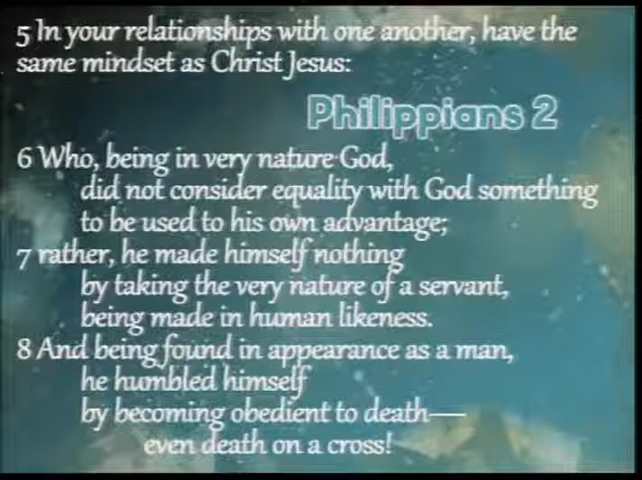 5 In your relationships with one another, have the
same mindset as Christ Jesus:
Philippians 2
6 Who, being in very nature God,
did not consider equality with God something
to be used to his own advantage;
7 rather, he made himself nothing
by taking the very nature of a servant,
being made in human likeness.
8 And being found in appearance as a man,
he humbled himself
by becoming obedient to death—
even death on a cross!